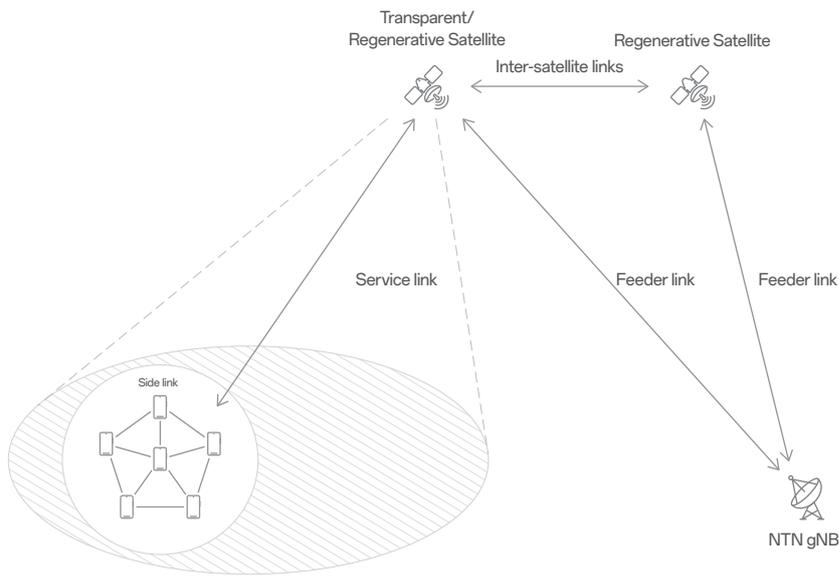 Transparent/
Regenerative Satellite
Regenerative Satellite
Inter-satellite links
Service link
Feeder link
Feeder link
Side link
NTN gNB